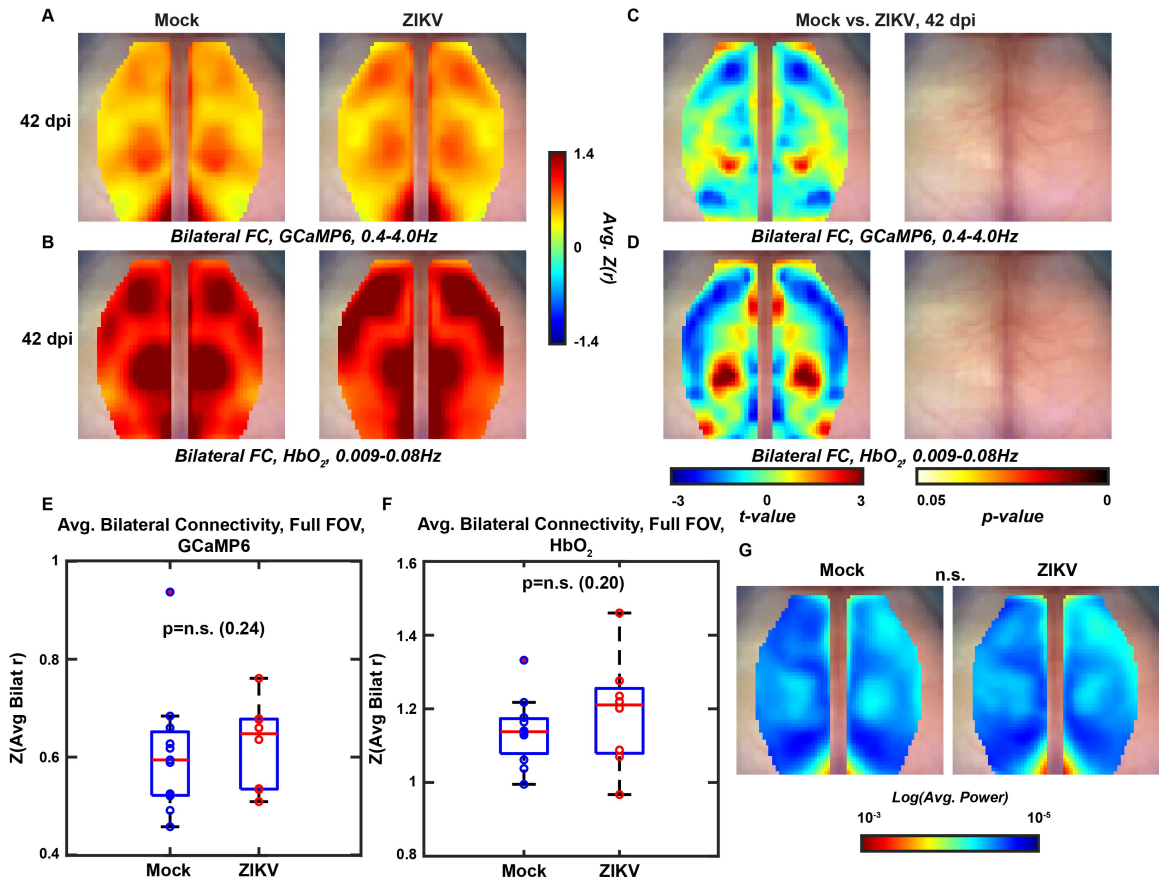 A
Mock
ZIKV
42 dpi
Bilateral FC, GCaMP6, 0.4-4.0Hz
B
42 dpi
Bilateral FC, HbO2, 0.009-0.08Hz
1.4
0
-1.4
Avg. Z(r)
C
Mock vs. ZIKV, 42 dpi
Bilateral FC, GCaMP6, 0.4-4.0Hz
D
Bilateral FC, HbO2, 0.009-0.08Hz
-3
0
3
t-value
0.05
0
p-value
E
Avg. Bilateral Connectivity, Full FOV,
GCaMP6
1
0.8
0.6
0.4
Z(Avg Bilat r)
p=n.s. (0.24)
Mock
ZIKV
F
Avg. Bilateral Connectivity, Full FOV,
HbO2
1.6
1.4
1.2
1
0.8
Z(Avg Bilat r)
p=n.s. (0.20)
Mock
ZIKV
G
Mock
n.s.
ZIKV
Log(Avg. Power)
10-3
10-5